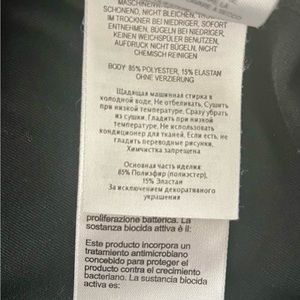 MASCHINENW
SCHONEND, NICHT BLEICHEN,
IM TROCKNER BEI NIEDRIGER, SOFORT
ENTNEHMEN, BÜGELN BEI NIEDRIGER,
KEINEN WEICHSPÜLER BENUTZEN,
AUFDRUCK NICHT BÜGELN, NICHT
CHEMISCH REINIGEN
BODY: 85% POLYESTER, 15% ELASTAN
OHNE VERZIERUNG
Щадящая машинная стирка в
холодной воде, Не отбеливать, Сушить
при низкой температуре, Сразу убрать
из сушки, Гладить при низкой
температуре, Не использовать
кондиционер для тканей, Если есть, не
гладить переводные рисунки,
Химчистка запрещена
Основная часть изделия:
85% Полиэфир (полиэстер),
15% Эластан
За исключением декоративного
украшения
proliferazione batterica. La
sostanza biocida attiva è il:
Este producto incorpora un
tratamiento antimicrobiano
concebido para proteger el
producto contra el crecimiento
bacteriano. La sustancia biocida
activa es: